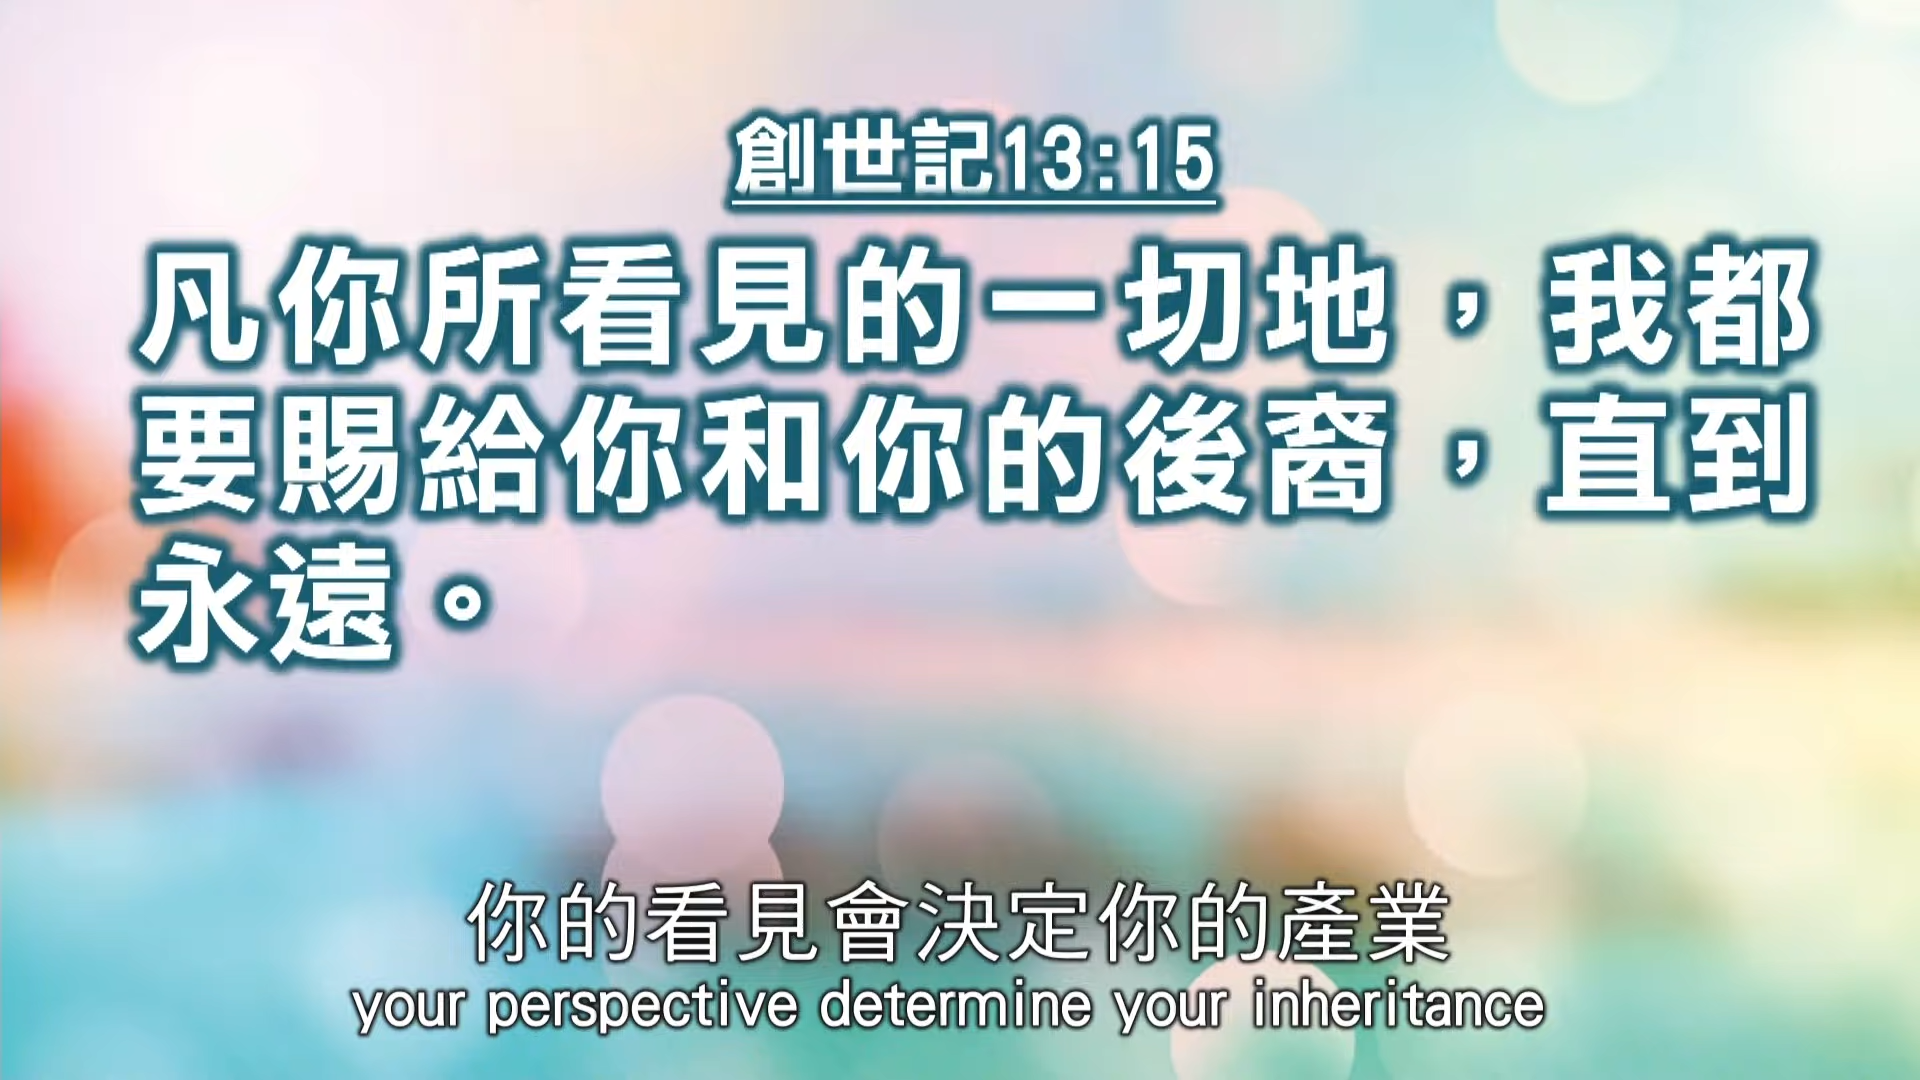 創世記13:15
凡你所看見的一切地，我都
要賜給你和你的後裔，直到
永遠。
你的看見會決定你的產業
your perspective determine your inheritance